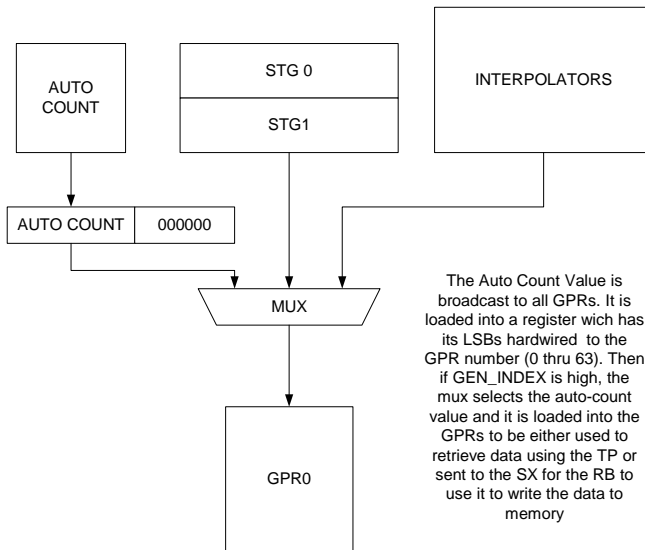 AUTO
COUNT
STG 0
STG1
INTERPOLATORS
AUTO COUNT
000000
MUX
The Auto Count Value is
broadcast to all GPRs. It is
loaded into a register wich has
its LSBs hardwired to the
GPR number (0 thru 63). Then
if GEN_INDEX is high, the
mux selects the auto-count
value and it is loaded into the
GPRs to be either used to
retrieve data using the TP or
sent to the SX for the RB to
use it to write the data to
memory
GPR0